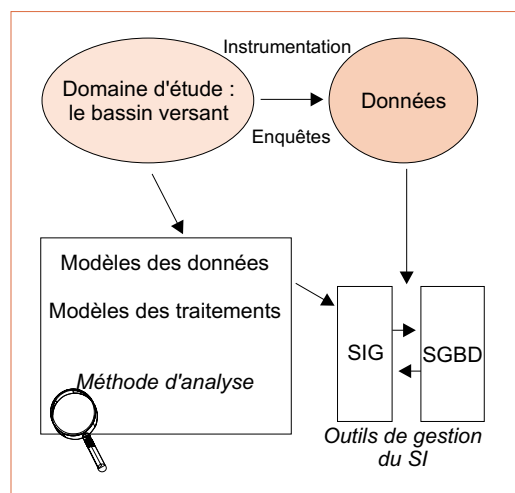 Instrumentation
Domaine d'étude :
le bassin versant
Données
Enquêtes
Modèles des données
Modèles des traitements
Méthode d'analyse
SIG
SGBD
Outils de gestion
du SI